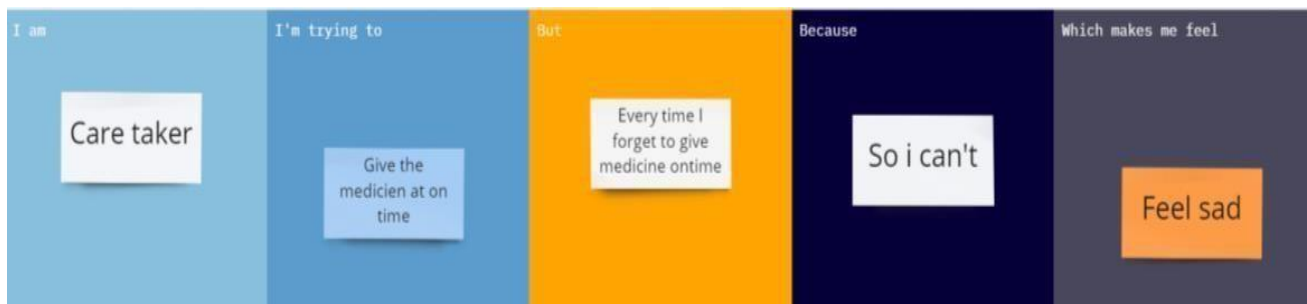 I am
Care taker
I'm trying to
Give the
medicien at on
time
But
Every time I
forget to give
medicine ontime
Because
So i can't
Which makes me feel
Feel sad